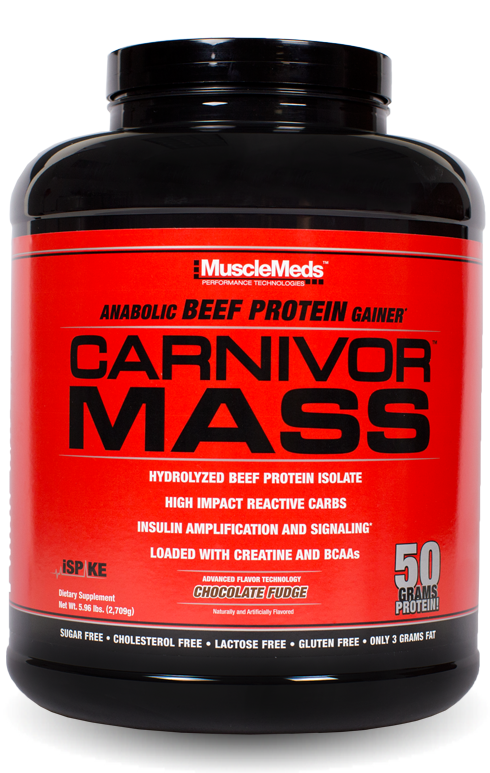 MuscleMeds™
PERFORMANCE TECHNOLOGIES
ANABOLIC BEEF PROTEIN GAINER*
CARNIVOR™
MASS
HYDROLYZED BEEF PROTEIN ISOLATE
HIGH IMPACT REACTIVE CARBS
INSULIN AMPLIFICATION AND SIGNALING*
LOADED WITH CREATINE AND BCAAs
iSPIKE
Dietary Supplement
Net Wt. 5.96 lbs. (2,709g)
ADVANCED FLAVOR TECHNOLOGY
CHOCOLATE FUDGE
Naturally and Artificially Flavored
50
GRAMS
PROTEIN!
SUGAR FREE • CHOLESTEROL FREE • LACTOSE FREE • GLUTEN FREE • ONLY 3 GRAMS FAT